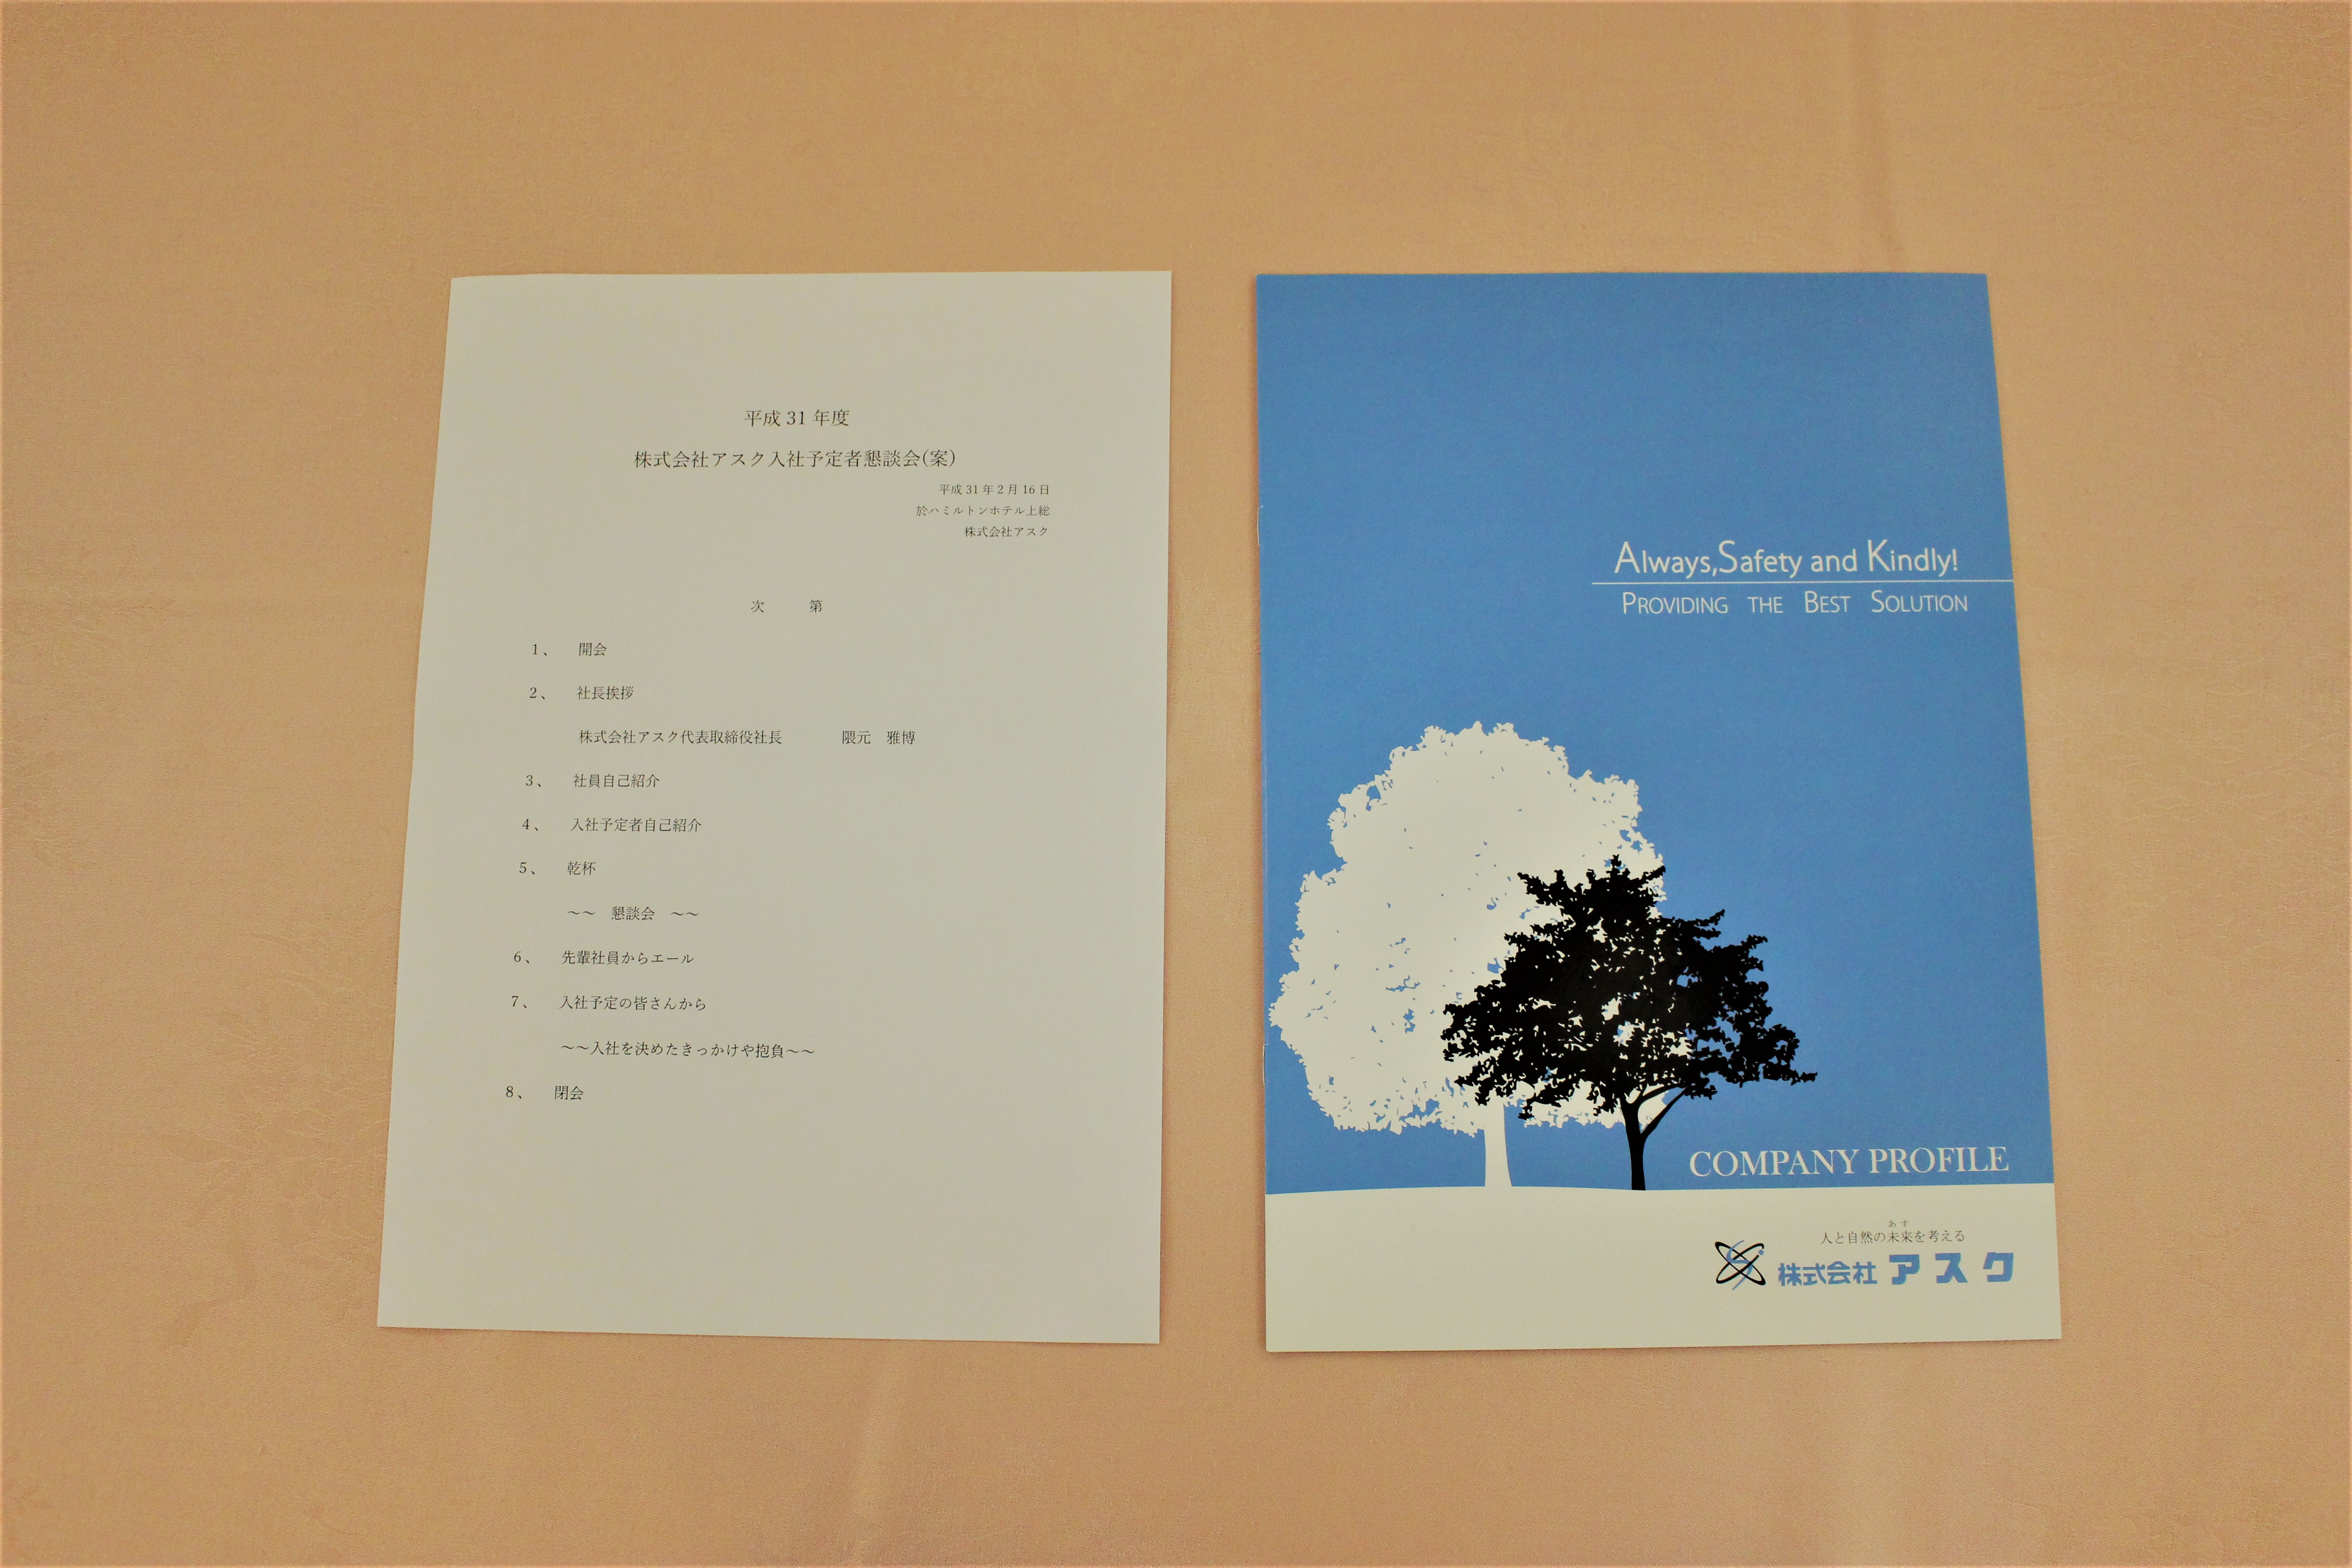 平成 31 年度
株式会社アスク入社予定者懇談会(案)
平成 31 年 2 月 16 日
於ハミルトンホテル上総
株式会社アスク
次 第
1、 開会
2、 社長挨拶
株式会社アスク代表取締役社長 隈元 雅博
3、 社員自己紹介
4、 入社予定者自己紹介
5、 乾杯
～～ 懇談会 ～～
6、 先輩社員からエール
7、 入社予定の皆さんから
～～入社を決めたきっかけや抱負～～
8、 閉会
Always,Safety and Kindly!
PROVIDING THE BEST SOLUTION
COMPANY PROFILE
あす
人と自然の未来を考える
株式会社 アスク